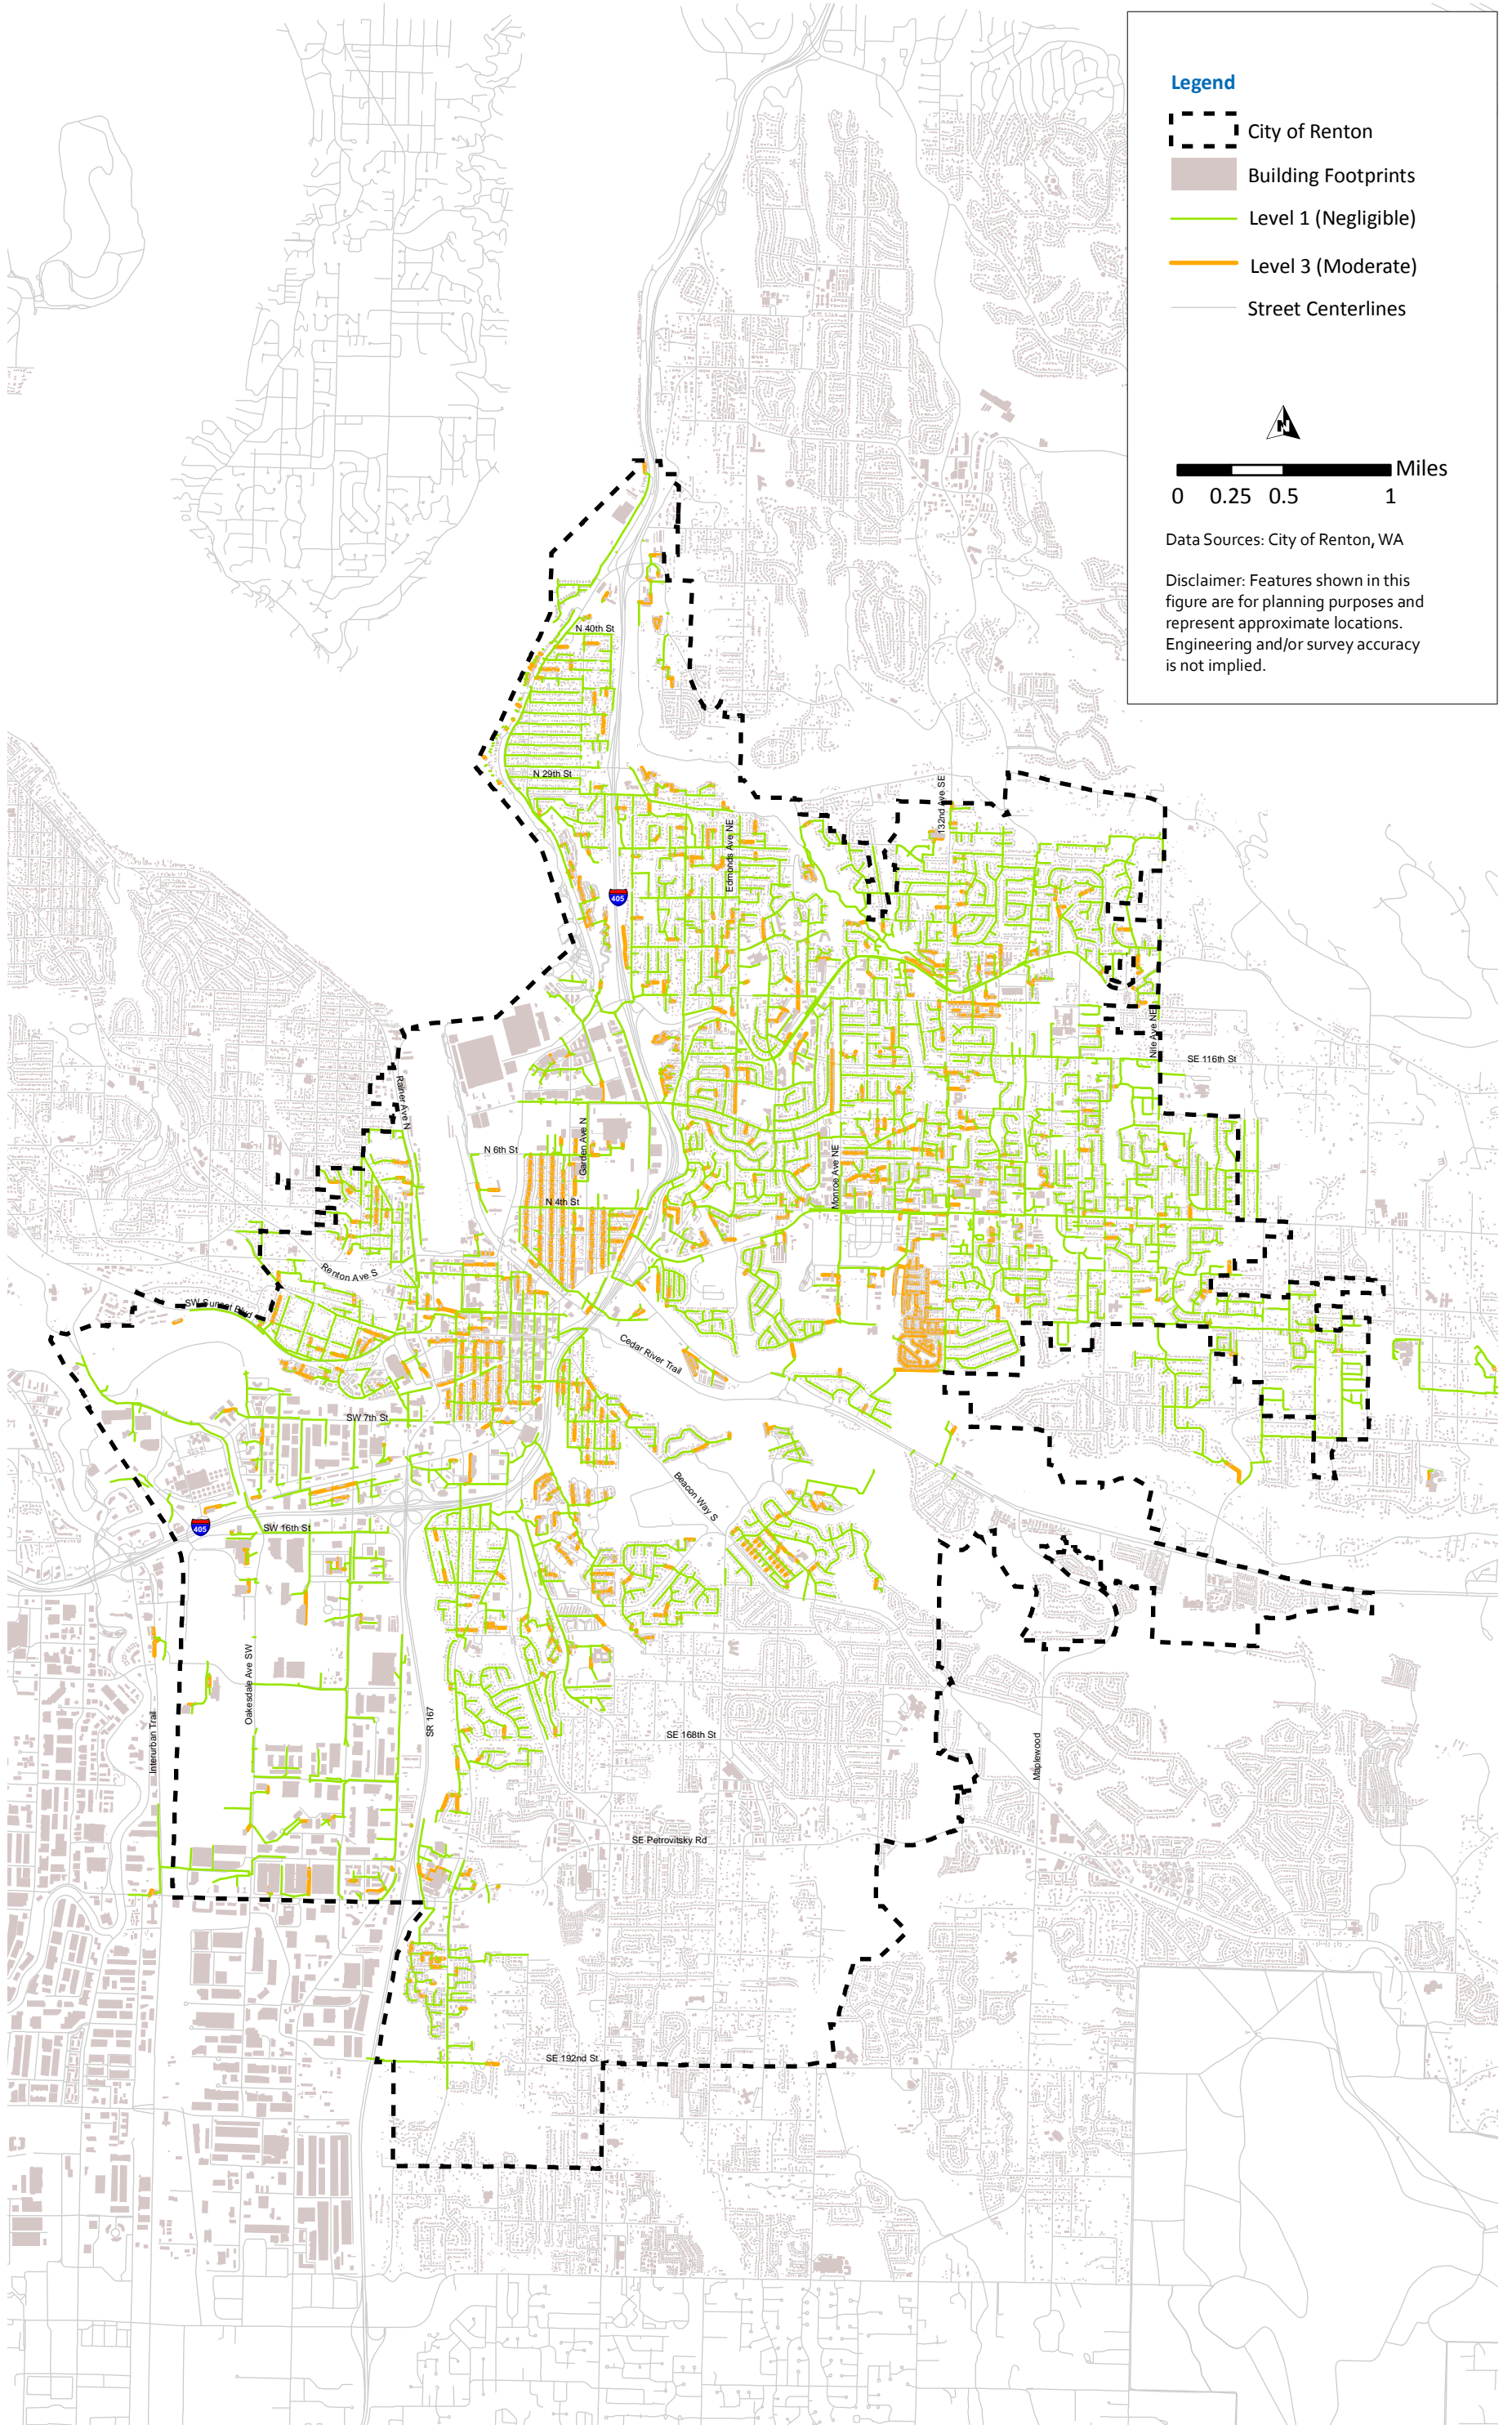 Legend
City of Renton
Building Footprints
Level 1 (Negligible)
Level 3 (Moderate)
Street Centerlines
N
Miles
0 0.25 0.5 1
Data Sources: City of Renton, WA
Disclaimer: Features shown in this
figure are for planning purposes and
represent approximate locations.
Engineering and/or survey accuracy
is not implied.
N 40th St
N 29th St
132nd Ave SE
Edmonds Ave NE
405
Nile Ave NE
SE 116th St
Rainer Ave N
Garden Ave N
N 6th St
Monroe Ave NE
N 4th St
Renton Ave S
SW Sunset Blvd
Cedar River Trail
SW 7th St
Beacon Way S
405
SW 16th St
Oakesdale Ave SW
Interurban Trail
SR 167
SE 168th St
Maplewood
SE Petrovitsky Rd
SE 192nd St